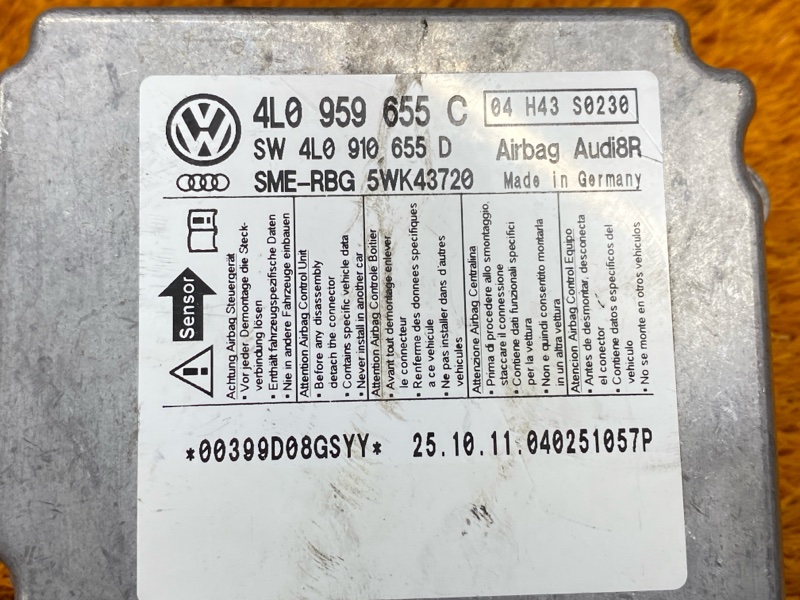 4L0 959 655 C 04 H43 S0230
SW 4L0 910 655 D Airbag Audi8R
SME-RBG 5WK43720 Made in Germany
Sensor
Achtung Airbag Steuergerät
• Vor jeder Demontage die Steck-
verbindung lösen
• Enthält fahrzeugspezifische Daten
• Nie in andere Fahrzeuge einbauen
Attention Airbag Control Unit
• Before any disassembly
detach the connector
• Contains specific vehicle data
• Never install in another car
Attention Airbag Controle Boitier
• Avant tout demontage enlever
le connecteur
• Renferme des donnees specifiques
a ce véhicule
• Ne pas installer dans d'autres
véhicules
Attenzione Airbag Centralina
• Prima di procedere allo smontaggio,
staccare il connessione
• Contiene dati funzionali specifici
per la vettura
• Non e quindi consentito montarla
in un altra vettura
Atencion Airbag Control Equipo
• Antes de desmontar, desconecta
el conector
• Contiene datos especificos del
vehiculo
• No se monte en otros vehiculos
*00399D08GSYY* 25.10.11.040251057P